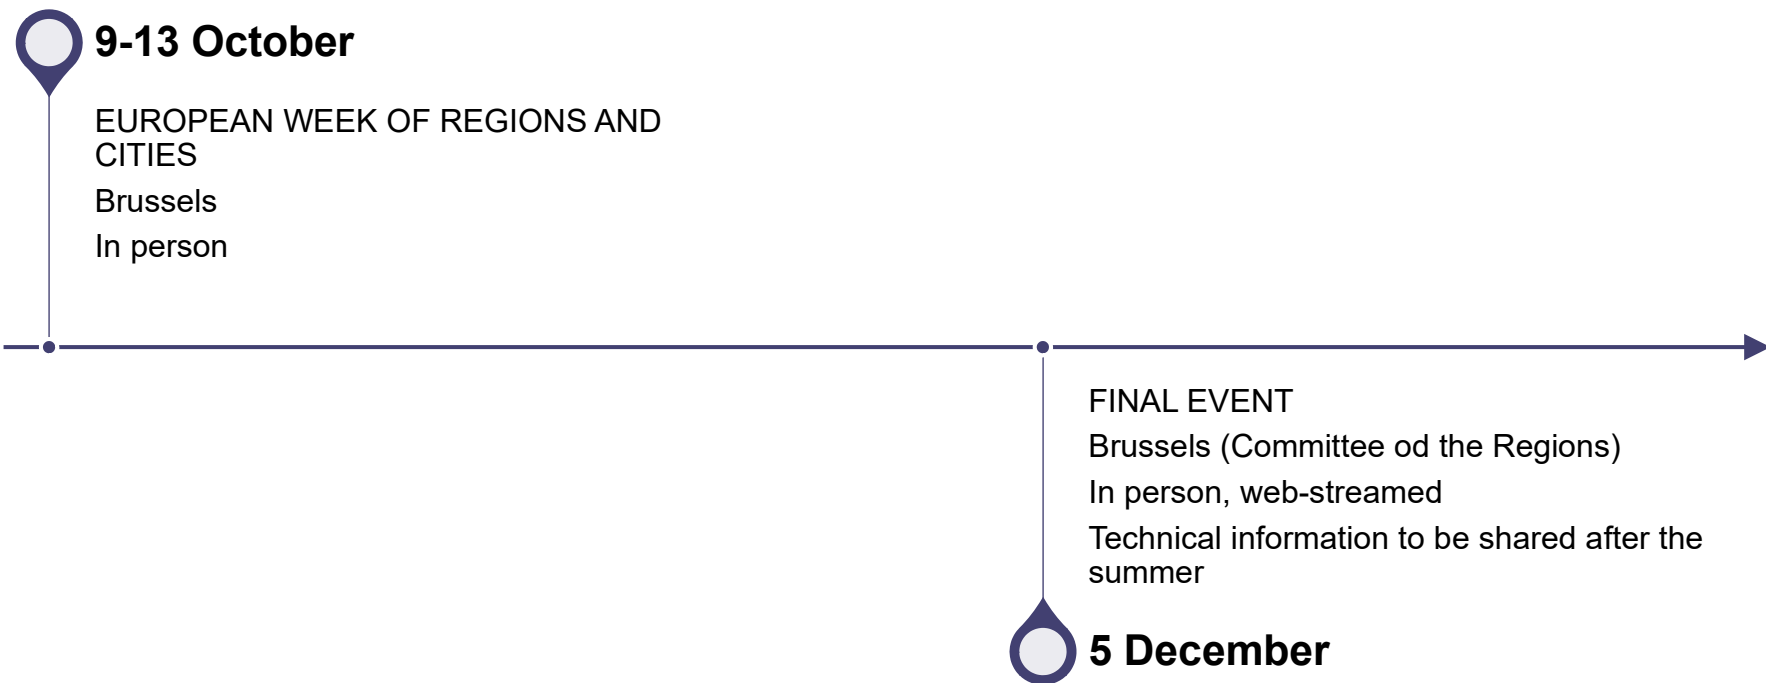 9-13 October
EUROPEAN WEEK OF REGIONS AND
CITIES
Brussels
In person
FINAL EVENT
Brussels (Committee od the Regions)
In person, web-streamed
Technical information to be shared after the
summer
5 December